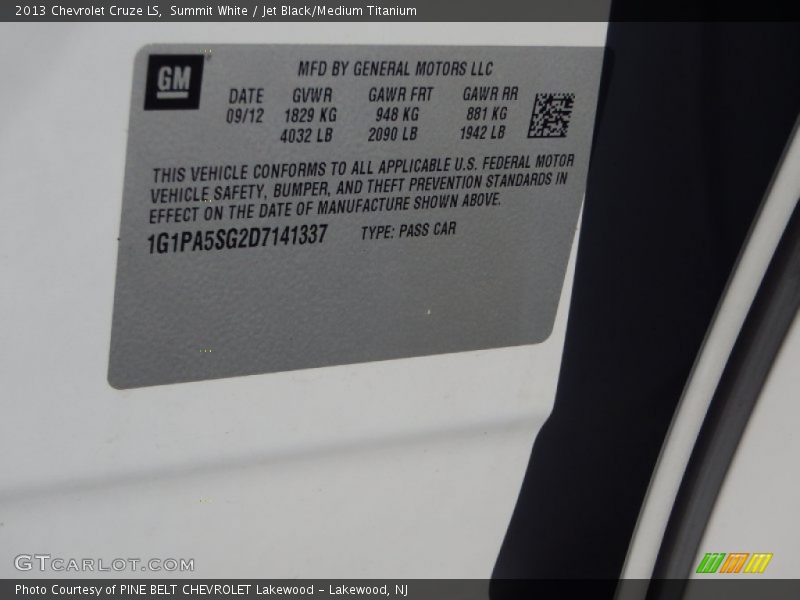 2013 Chevrolet Cruze LS,  Summit White / Jet Black/Medium Titanium
GM
MFD BY GENERAL MOTORS LLC
DATE GVWR GAWR FRT GAWR RR
09/12 1829 KG 948 KG 881 KG
4032 LB 2090 LB 1942 LB
THIS VEHICLE CONFORMS TO ALL APPLICABLE U.S. FEDERAL MOTOR
VEHICLE SAFETY, BUMPER, AND THEFT PREVENTION STANDARDS IN
EFFECT ON THE DATE OF MANUFACTURE SHOWN ABOVE.
1G1PA5SG2D7141337 TYPE: PASS CAR
GTCARLOT.COM
Photo Courtesy of PINE BELT CHEVROLET Lakewood - Lakewood, NJ